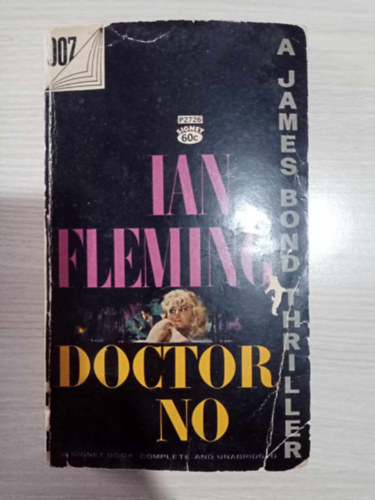 007
A JAMES BOND THRILLER
P2726
SIGNET
60c
IAN
FLEMING
DOCTOR
NO
A SIGNET BOOK COMPLETE AND UNABRIDGED